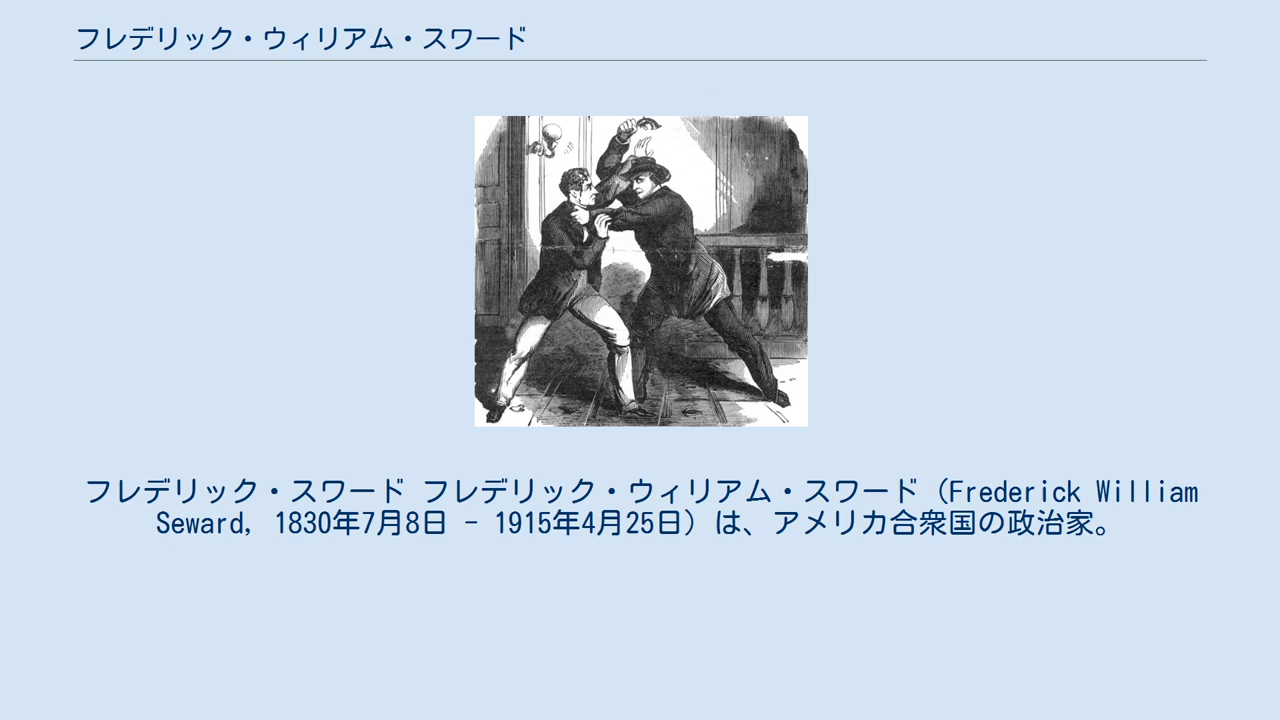 フレデリック・ウィリアム・スワード
フレデリック・スワード フレデリック・ウィリアム・スワード（Frederick William
Seward, 1830年7月8日 - 1915年4月25日）は、アメリカ合衆国の政治家。